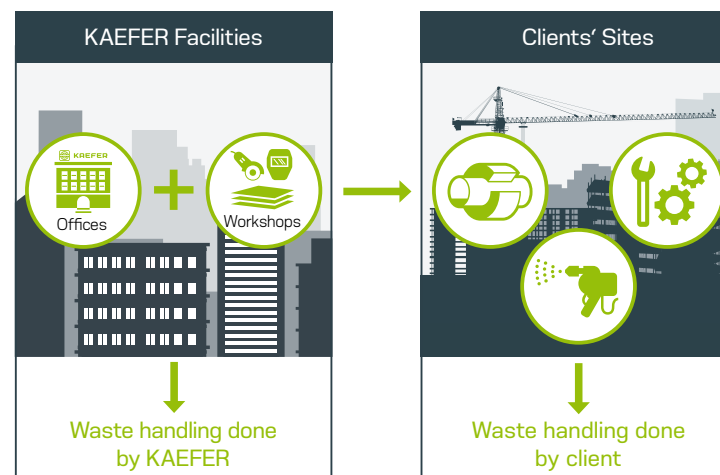 KAEFER Facilities
Clients’ Sites
KAEFER
Offices
Workshops
Waste handling done
by KAEFER
Waste handling done
by client